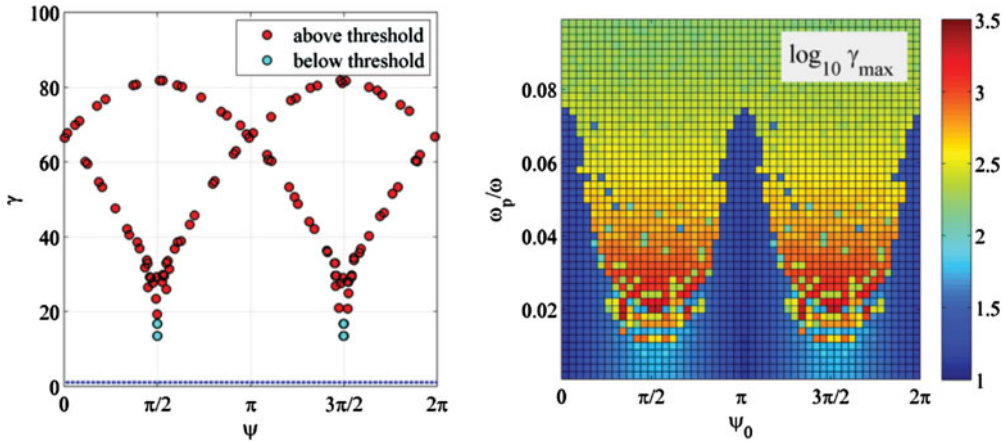 above threshold
below threshold
100
80
60
40
20
0
γ
0
π/2
π
3π/2
2π
ψ
log₁₀ γmax
0.08
0.06
0.04
0.02
ωp/ω
0
π/2
π
3π/2
2π
ψ₀
3.5
3
2.5
2
1.5
1